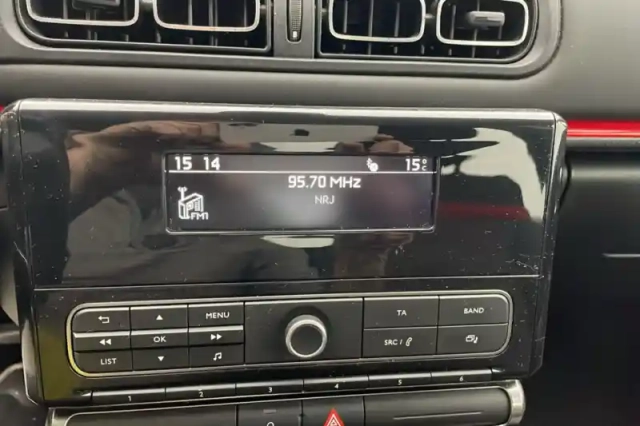 15 14 15°C
95.70 MHz
NRJ
FM1
MENU TA BAND
OK
LIST SRC/
1 2 3 4 5 6